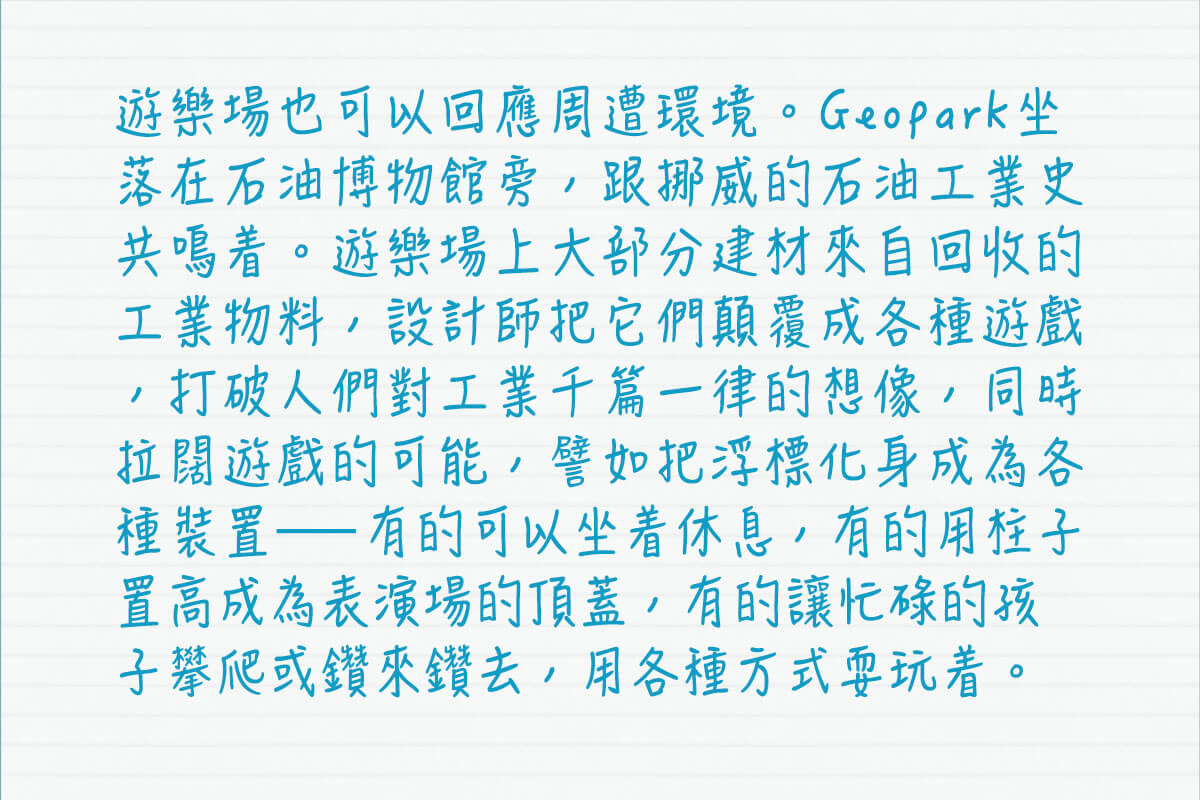 遊樂場也可以回應周遭環境。Geopark坐
落在石油博物館旁，跟挪威的石油工業史
共鳴着。遊樂場上大部分建材來自回收的
工業物料，設計師把它們顛覆成各種遊戲
，打破人們對工業千篇一律的想像，同時
拉闊遊戲的可能，譬如把浮標化身成為各
種裝置——有的可以坐着休息，有的用柱子
置高成為表演場的頂蓋，有的讓忙碌的孩
子攀爬或鑽來鑽去，用各種方式耍玩着。